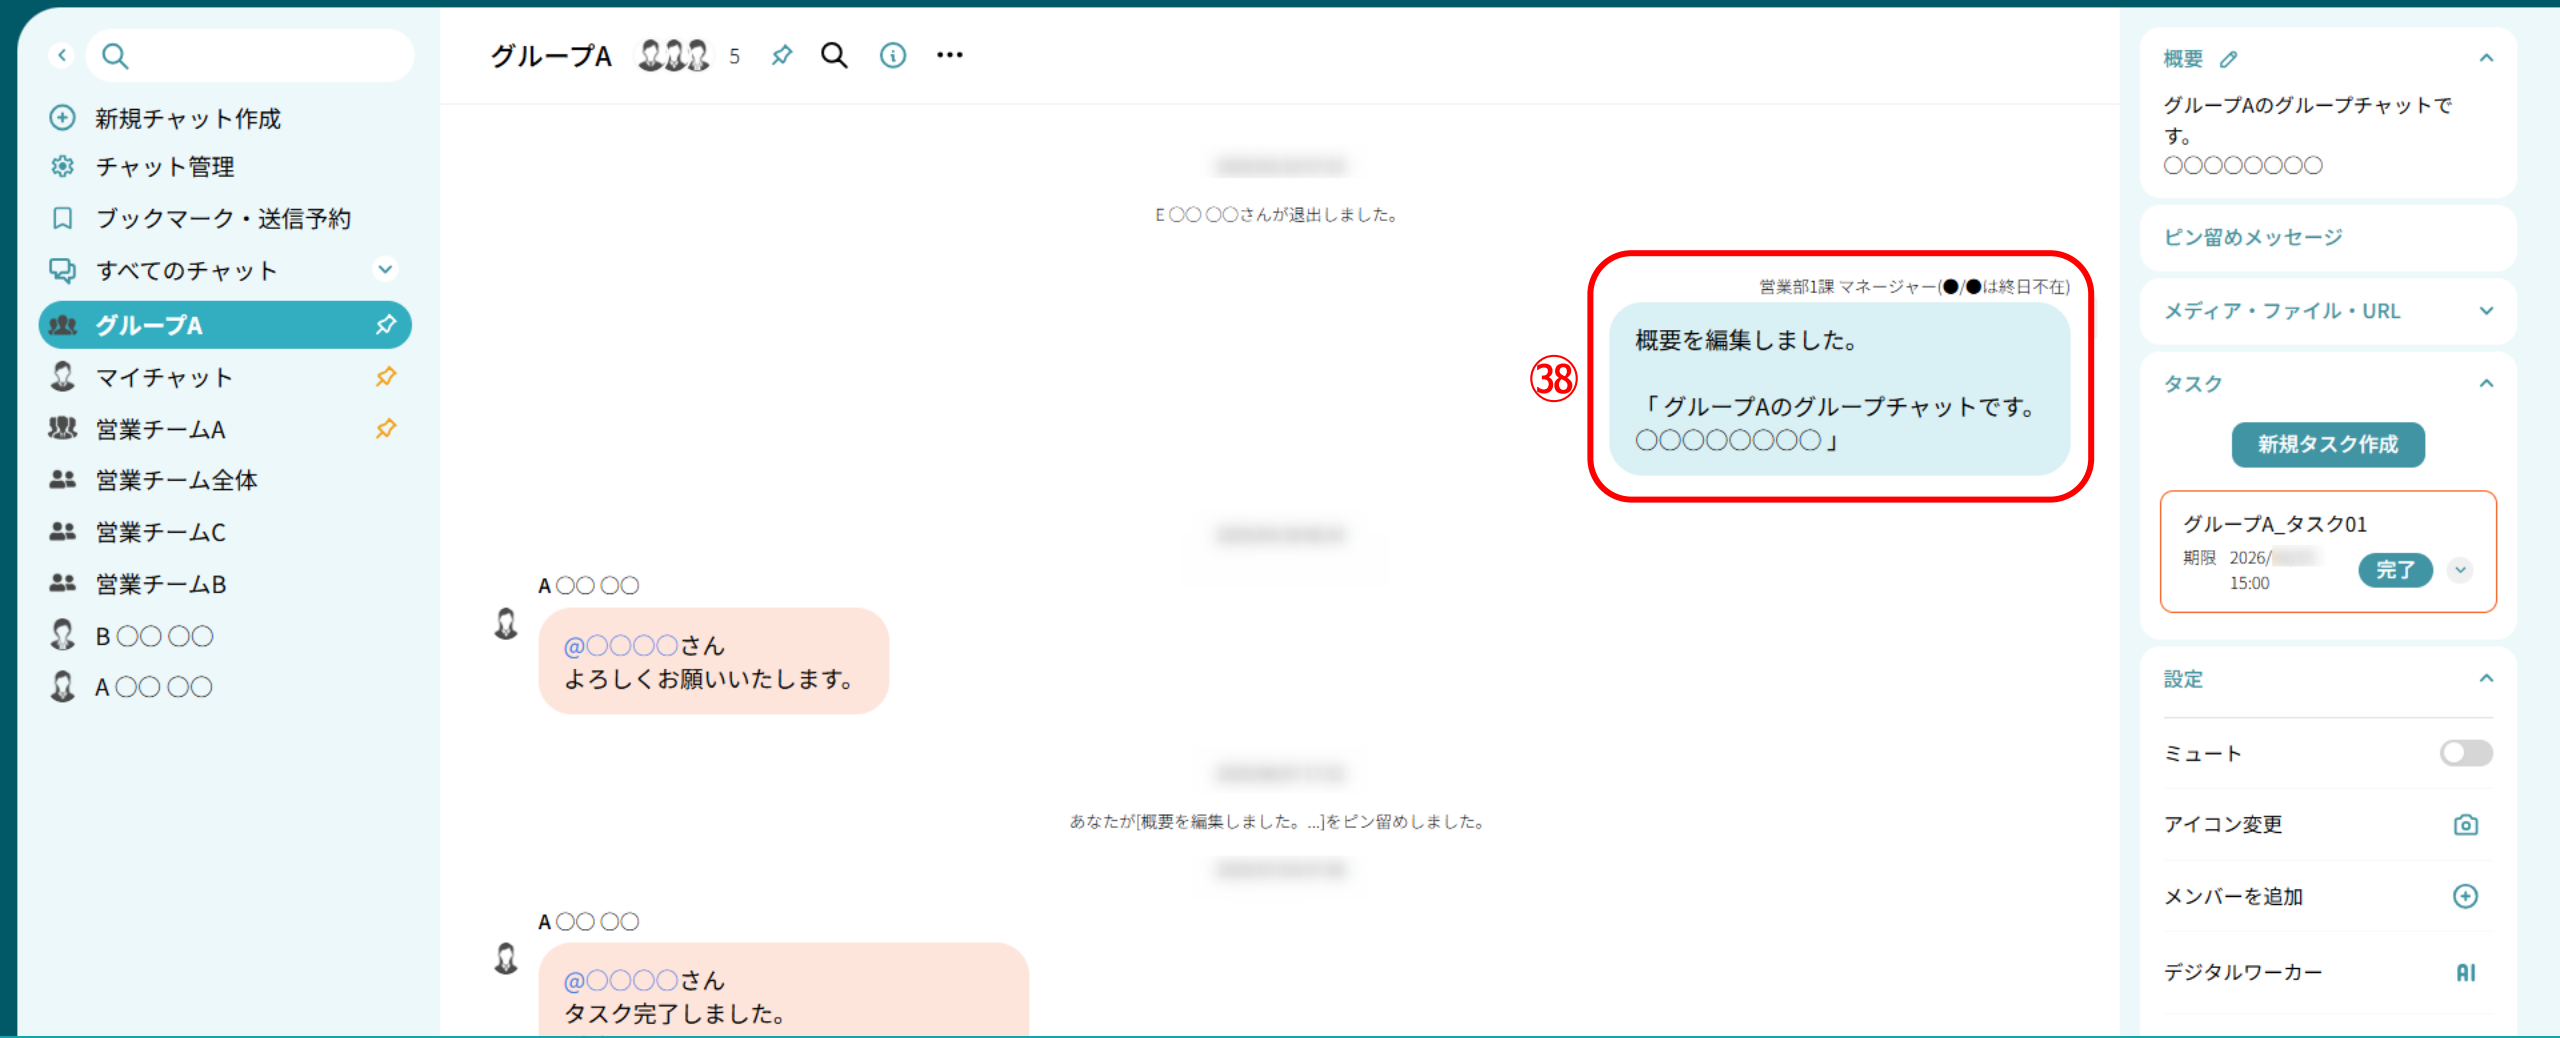 新規チャット作成
チャット管理
ブックマーク・送信予約
すべてのチャット
グループA
マイチャット
営業チームA
営業チーム全体
営業チームC
営業チームB
B 〇〇 〇〇
A 〇〇 〇〇
グループA 5
E 〇〇 〇〇さんが退出しました。
営業部1課 マネージャー(●/●は終日不在)
㊳
概要を編集しました。
「 グループAのグループチャットです。
〇〇〇〇〇〇〇〇 」
A 〇〇 〇〇
@〇〇〇〇さん
よろしくお願いいたします。
あなたが[概要を編集しました。...]をピン留めしました。
A 〇〇 〇〇
@〇〇〇〇さん
タスク完了しました。
概要
グループAのグループチャットで
す。
〇〇〇〇〇〇〇〇
ピン留めメッセージ
メディア・ファイル・URL
タスク
新規タスク作成
グループA_タスク01
期限 2026/
15:00
完了
設定
ミュート
アイコン変更
メンバーを追加
デジタルワーカー AI